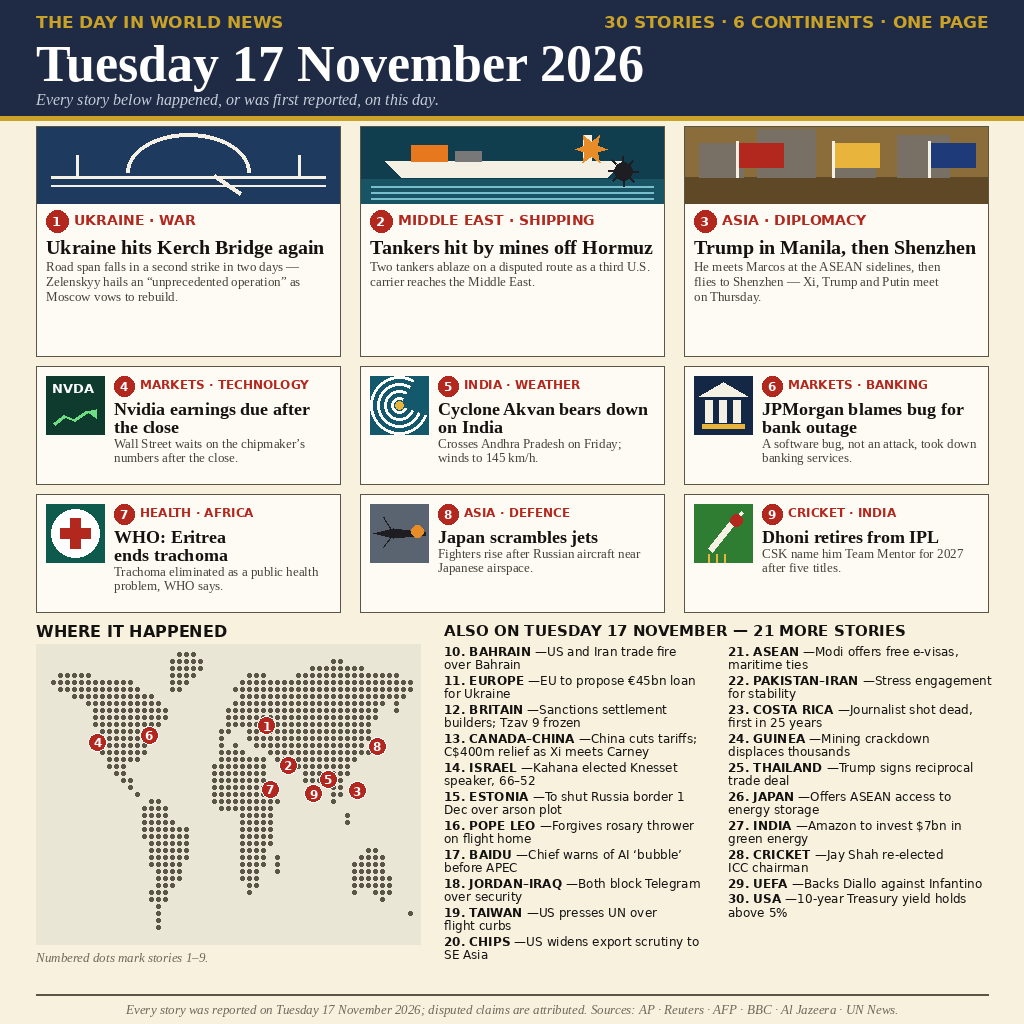 THE DAY IN WORLD NEWS
30 STORIES · 6 CONTINENTS · ONE PAGE
Tuesday 17 November 2026
Every story below happened, or was first reported, on this day.
1 UKRAINE · WAR
Ukraine hits Kerch Bridge again
Road span falls in a second strike in two days —
Zelenskyy hails an “unprecedented operation” as
Moscow vows to rebuild.
2 MIDDLE EAST · SHIPPING
Tankers hit by mines off Hormuz
Two tankers ablaze on a disputed route as a third U.S.
carrier reaches the Middle East.
3 ASIA · DIPLOMACY
Trump in Manila, then Shenzhen
He meets Marcos at the ASEAN sidelines, then
flies to Shenzhen — Xi, Trump and Putin meet
on Thursday.
NVDA
4 MARKETS · TECHNOLOGY
Nvidia earnings due after
the close
Wall Street waits on the chipmaker’s
numbers after the close.
5 INDIA · WEATHER
Cyclone Akvan bears down
on India
Crosses Andhra Pradesh on Friday;
winds to 145 km/h.
6 MARKETS · BANKING
JPMorgan blames bug for
bank outage
A software bug, not an attack, took down
banking services.
7 HEALTH · AFRICA
WHO: Eritrea
ends trachoma
Trachoma eliminated as a public health
problem, WHO says.
8 ASIA · DEFENCE
Japan scrambles jets
Fighters rise after Russian aircraft near
Japanese airspace.
9 CRICKET · INDIA
Dhoni retires from IPL
CSK name him Team Mentor for 2027
after five titles.
WHERE IT HAPPENED
1
6
4
8
2
5
7
9
3
Numbered dots mark stories 1–9.
ALSO ON TUESDAY 17 NOVEMBER — 21 MORE STORIES
10. BAHRAIN —US and Iran trade fire
over Bahrain
11. EUROPE —EU to propose €45bn loan
for Ukraine
12. BRITAIN —Sanctions settlement
builders; Tzav 9 frozen
13. CANADA–CHINA —China cuts tariffs;
C$400m relief as Xi meets Carney
14. ISRAEL —Kahana elected Knesset
speaker, 66–52
15. ESTONIA —To shut Russia border 1
Dec over arson plot
16. POPE LEO —Forgives rosary thrower
on flight home
17. BAIDU —Chief warns of AI ‘bubble’
before APEC
18. JORDAN–IRAQ —Both block Telegram
over security
19. TAIWAN —US presses UN over
flight curbs
20. CHIPS —US widens export scrutiny to
SE Asia
21. ASEAN —Modi offers free e-visas,
maritime ties
22. PAKISTAN–IRAN —Stress engagement
for stability
23. COSTA RICA —Journalist shot dead,
first in 25 years
24. GUINEA —Mining crackdown
displaces thousands
25. THAILAND —Trump signs reciprocal
trade deal
26. JAPAN —Offers ASEAN access to
energy storage
27. INDIA —Amazon to invest $7bn in
green energy
28. CRICKET —Jay Shah re-elected
ICC chairman
29. UEFA —Backs Diallo against Infantino
30. USA —10-year Treasury yield holds
above 5%
Every story was reported on Tuesday 17 November 2026; disputed claims are attributed. Sources: AP · Reuters · AFP · BBC · Al Jazeera · UN News.